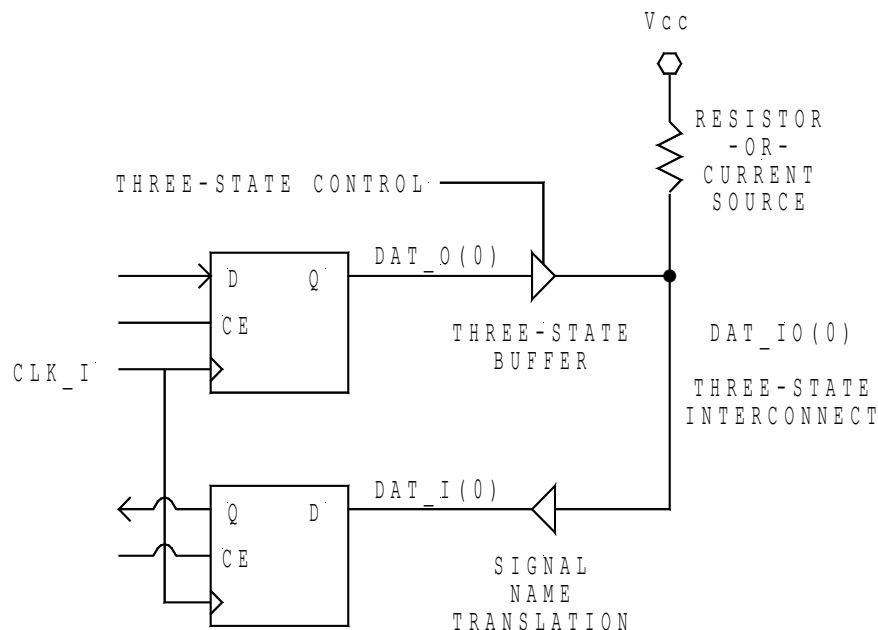 Vcc
RESISTOR
-OR-
CURRENT
SOURCE
THREE-STATE CONTROL
DAT_O(0)
D
Q
CE
THREE-STATE
BUFFER
DAT_IO(0)
CLK_I
THREE-STATE
INTERCONNECT
DAT_I(0)
Q
D
CE
SIGNAL
NAME
TRANSLATION